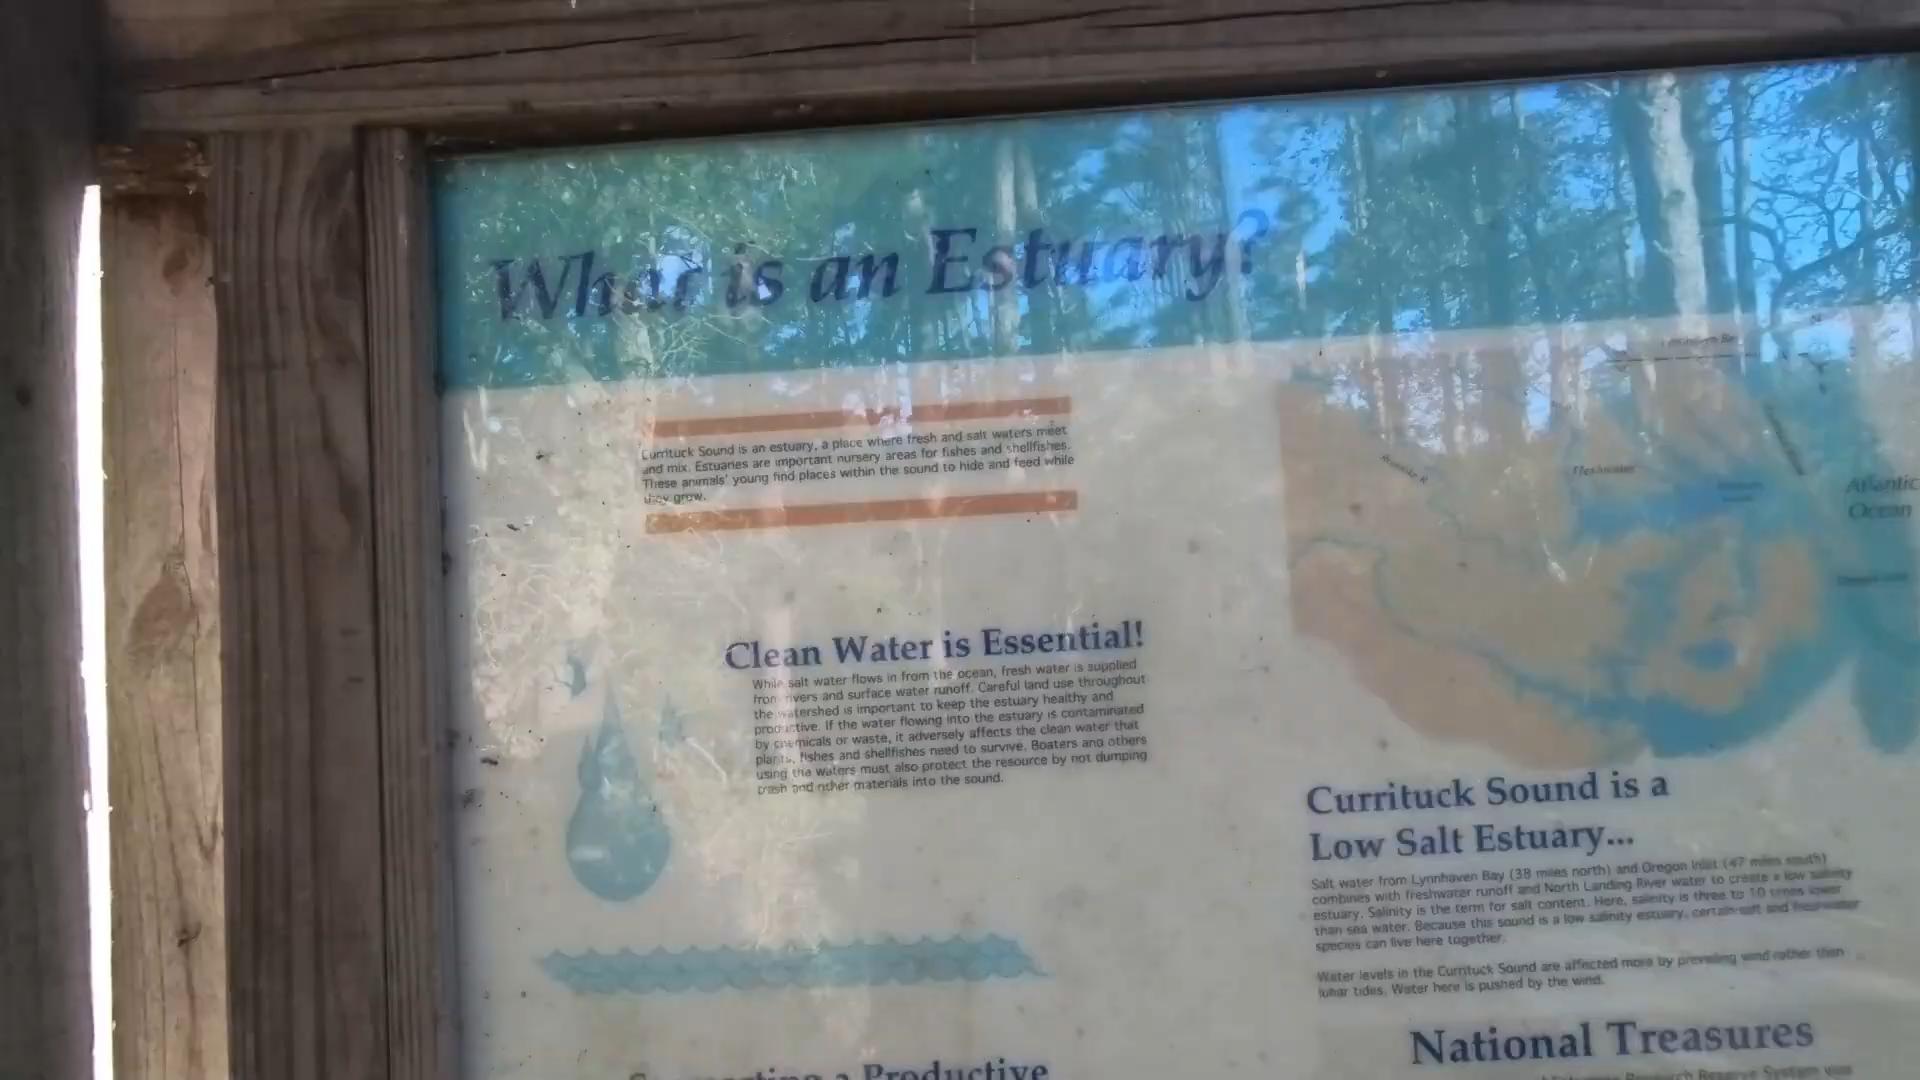 What is an Estuary?
Currituck Sound is an estuary, a place where fresh and salt waters meet
and mix. Estuaries are important nursery areas for fishes and shellfishes.
These animals' young find places within the sound to hide and feed while
they grow.
Clean Water is Essential!
While salt water flows in from the ocean, fresh water is supplied
from rivers and surface water runoff. Careful land use throughout
the watershed is important to keep the estuary healthy and
productive. If the water flowing into the estuary is contaminated
by chemicals or waste, it adversely affects the clean water that
plants, fishes and shellfishes need to survive. Boaters and others
using the waters must also protect the resource by not dumping
trash and other materials into the sound.
a Productive
Roanoke R.
Freshwater
Atlantic
Ocean
Currituck Sound is a
Low Salt Estuary...
Salt water from Lynnhaven Bay (38 miles north) and Oregon Inlet (47 miles south)
combines with freshwater runoff and North Landing River water to create a low salinity
estuary. Salinity is the term for salt content. Here, salinity is three to 10 times lower
than sea water. Because this sound is a low salinity estuary, certain salt and freshwater
species can live here together.
Water levels in the Currituck Sound are affected more by prevailing wind rather than
lunar tides. Water here is pushed by the wind.
National Treasures
Research Reserve System